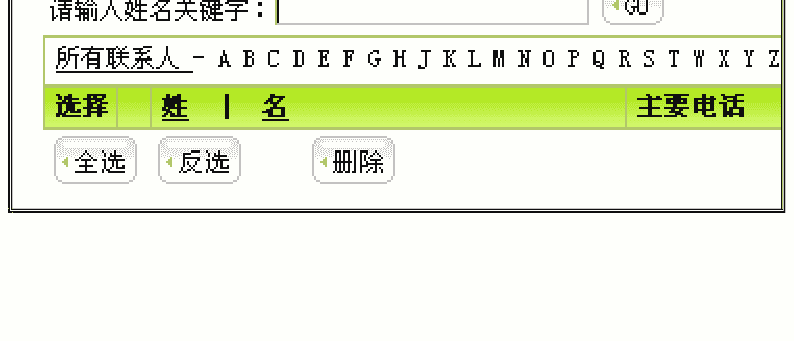 请输入姓名关键字： GO
所有联系人 - A B C D E F G H J K L M N O P Q R S T W X Y Z
选择 姓 | 名 主要电话
全选 反选 删除